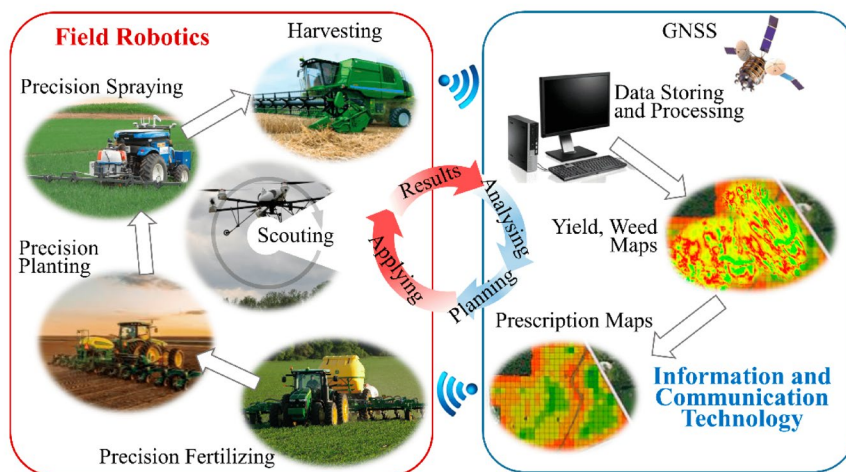 Field Robotics
Harvesting
Precision Spraying
Scouting
Precision
Planting
Precision Fertilizing
Results
Analysing
Planning
Applying
GNSS
Data Storing
and Processing
Yield, Weed
Maps
Prescription Maps
Information and
Communication
Technology